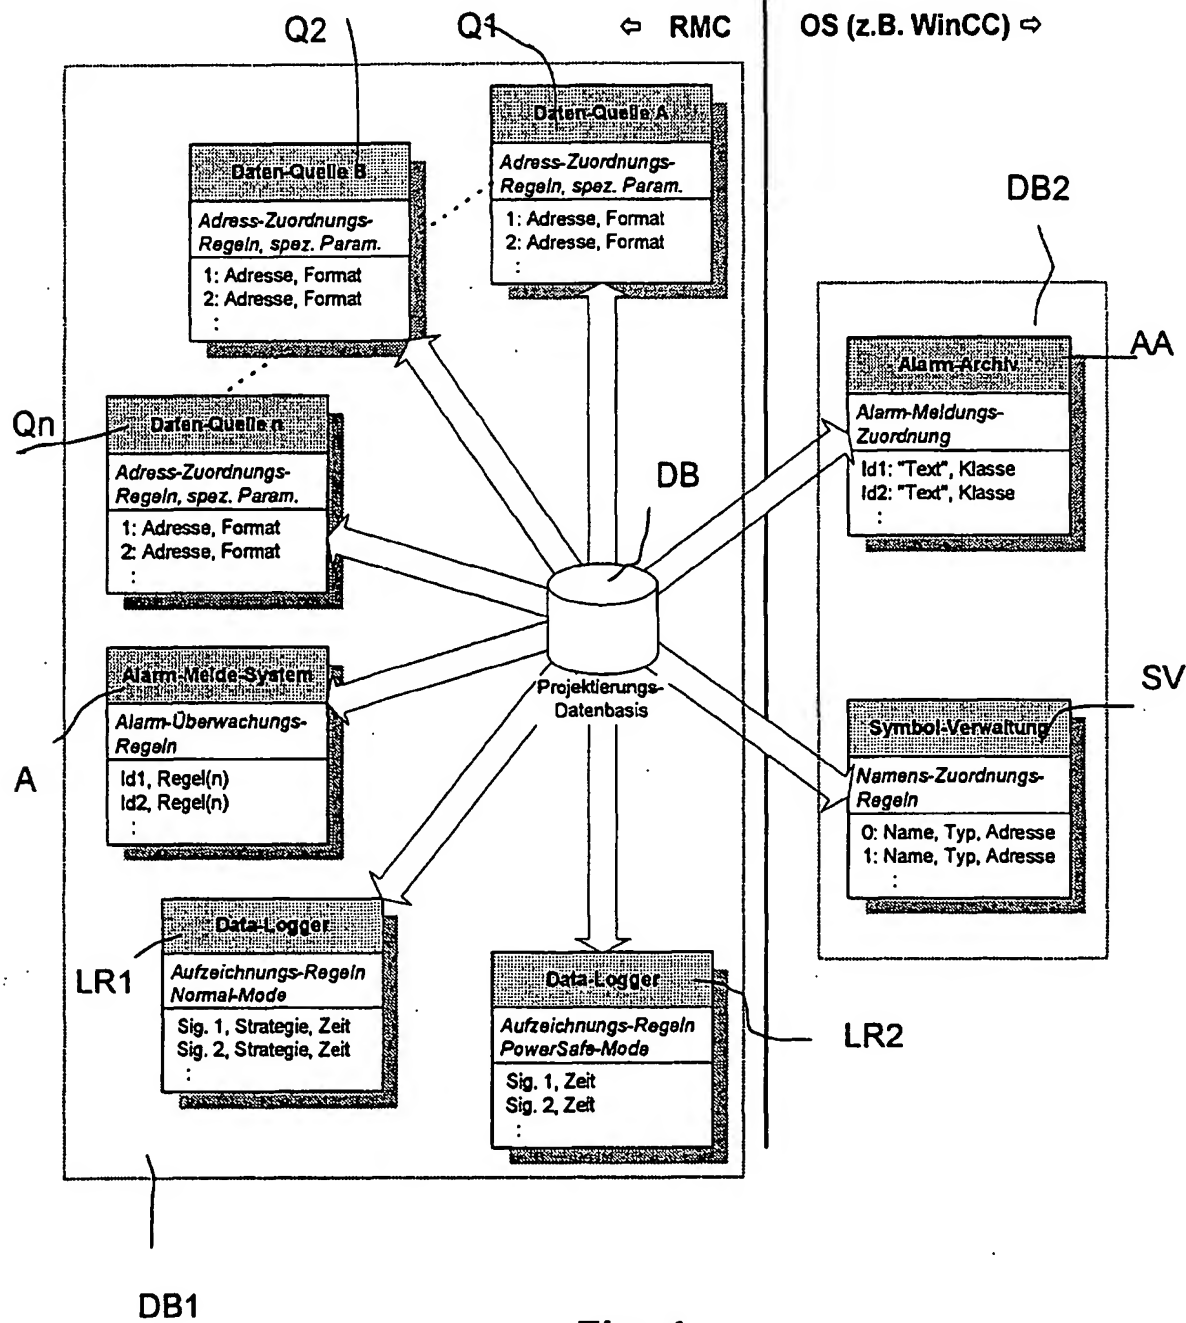 Q2
Q1
⇦ RMC
OS (z.B. WinCC) ⇨
Daten-Quelle A
Adress-Zuordnungs-
Regeln, spez. Param.
1: Adresse, Format
2: Adresse, Format
:
Daten-Quelle B
Adress-Zuordnungs-
Regeln, spez. Param.
1: Adresse, Format
2: Adresse, Format
:
DB2
AA
Alarm-Archiv
Alarm-Meldungs-
Zuordnung
Id1: "Text", Klasse
Id2: "Text", Klasse
:
Qn
Daten-Quelle n
Adress-Zuordnungs-
Regeln, spez. Param.
1: Adresse, Format
2: Adresse, Format
:
DB
Projektierungs-
Datenbasis
A
Alarm-Melde-System
Alarm-Überwachungs-
Regeln
Id1, Regel(n)
Id2, Regel(n)
:
SV
Symbol-Verwaltung
Namens-Zuordnungs-
Regeln
0: Name, Typ, Adresse
1: Name, Typ, Adresse
:
LR1
Data-Logger
Aufzeichnungs-Regeln
Normal-Mode
Sig. 1, Strategie, Zeit
Sig. 2, Strategie, Zeit
:
Data-Logger
Aufzeichnungs-Regeln
PowerSafe-Mode
Sig. 1, Zeit
Sig. 2, Zeit
:
LR2
DB1